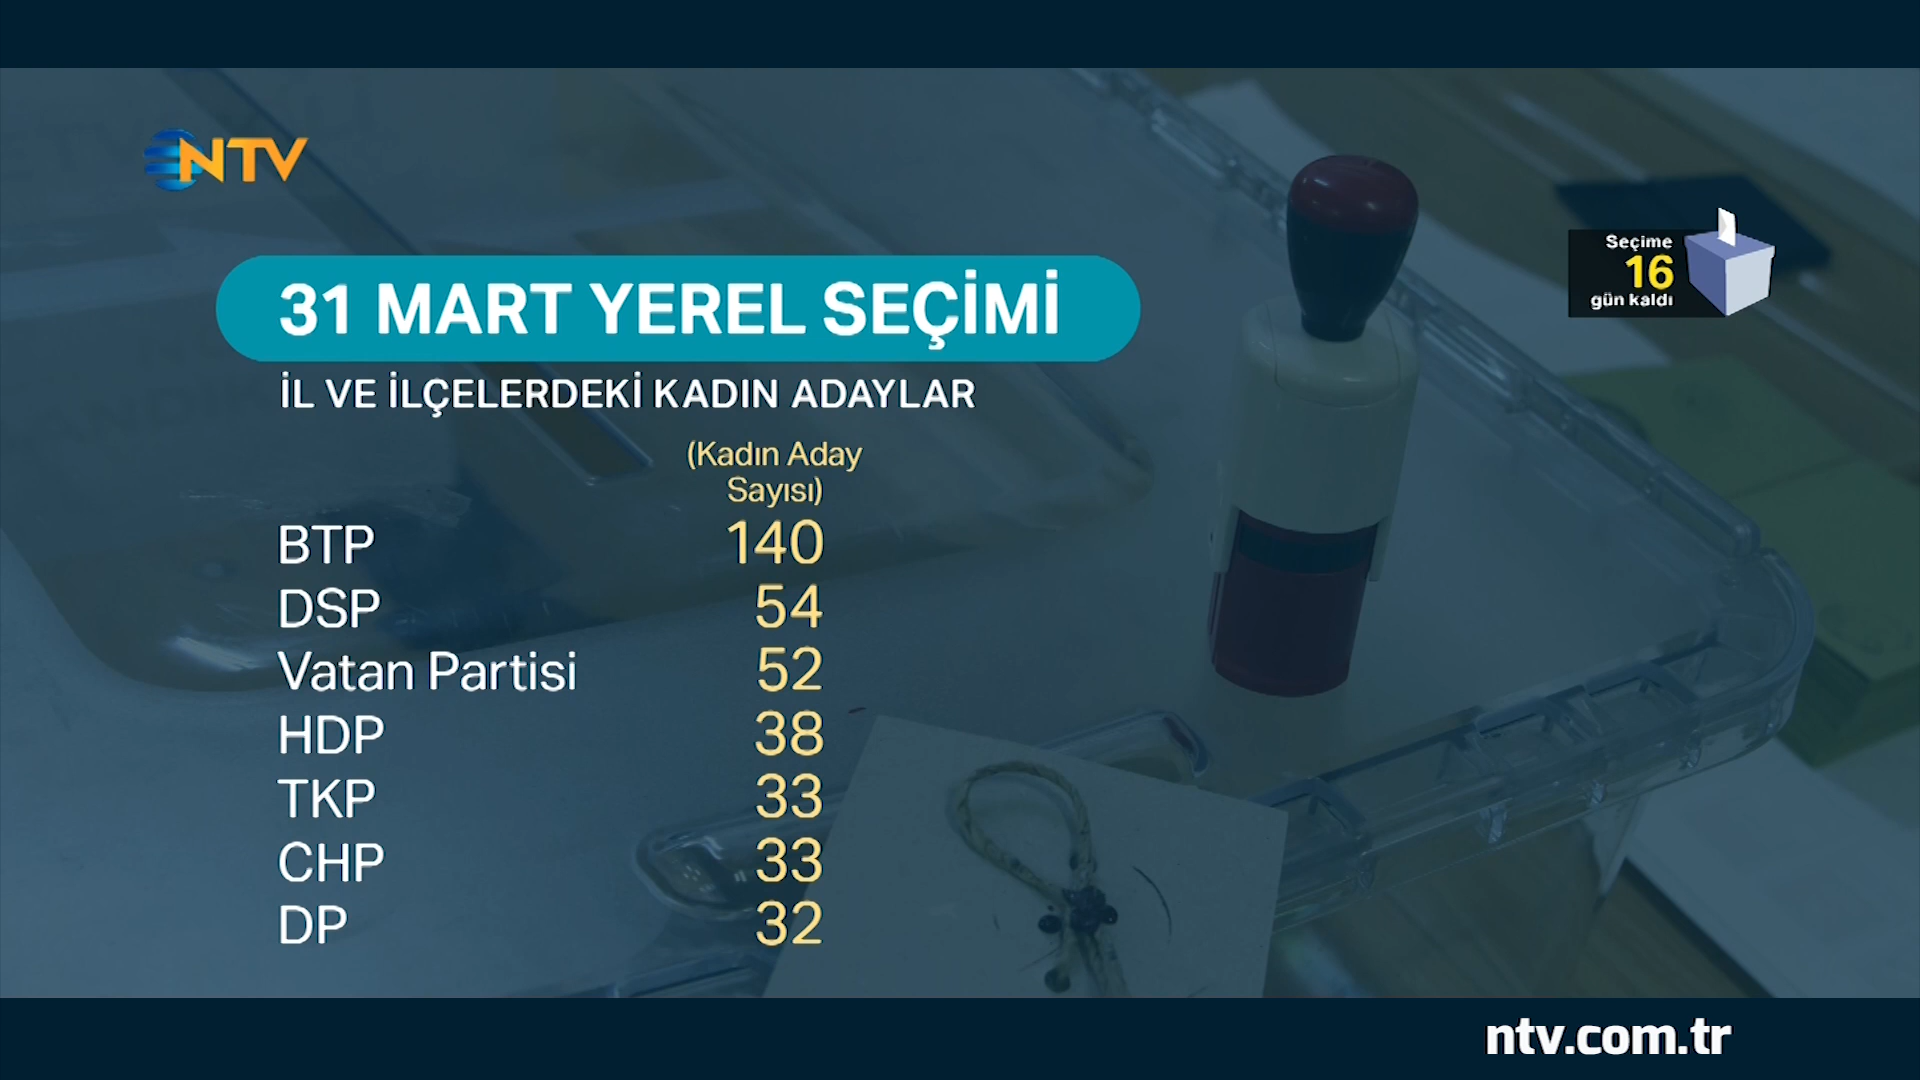 NTV
Seçime
16
gün kaldı
31 MART YEREL SEÇİMİ
İL VE İLÇELERDEKİ KADIN ADAYLAR
(Kadın Aday
Sayısı)
BTP 140
DSP 54
Vatan Partisi 52
HDP 38
TKP 33
CHP 33
DP 32
ntv.com.tr